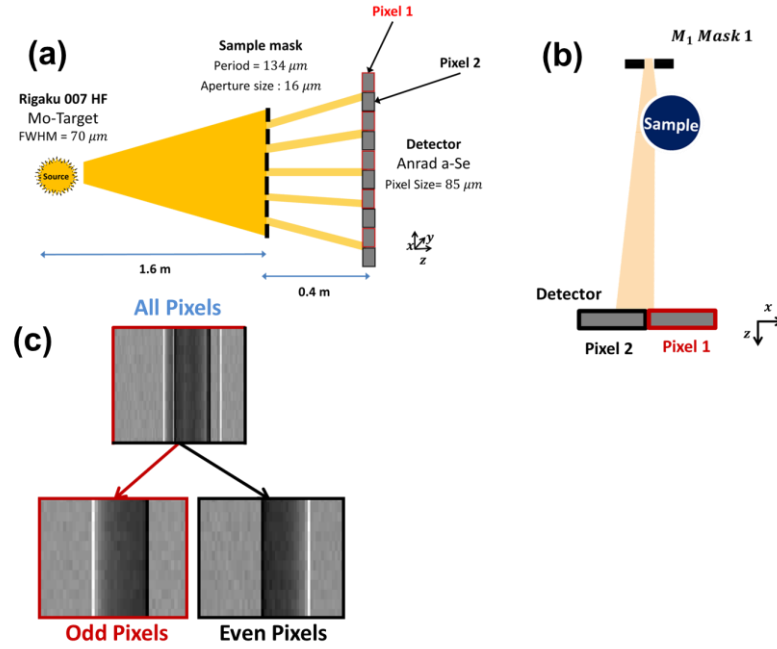 (a)
Sample mask
Period = 134 μm
Aperture size : 16 μm
Pixel 1
Pixel 2
Rigaku 007 HF
Mo-Target
FWHM = 70 μm
Source
Detector
Anrad a-Se
Pixel Size= 85 μm
x
y
z
1.6 m
0.4 m
(b)
M₁ Mask 1
Sample
Detector
Pixel 2
Pixel 1
x
z
(c)
All Pixels
Odd Pixels
Even Pixels